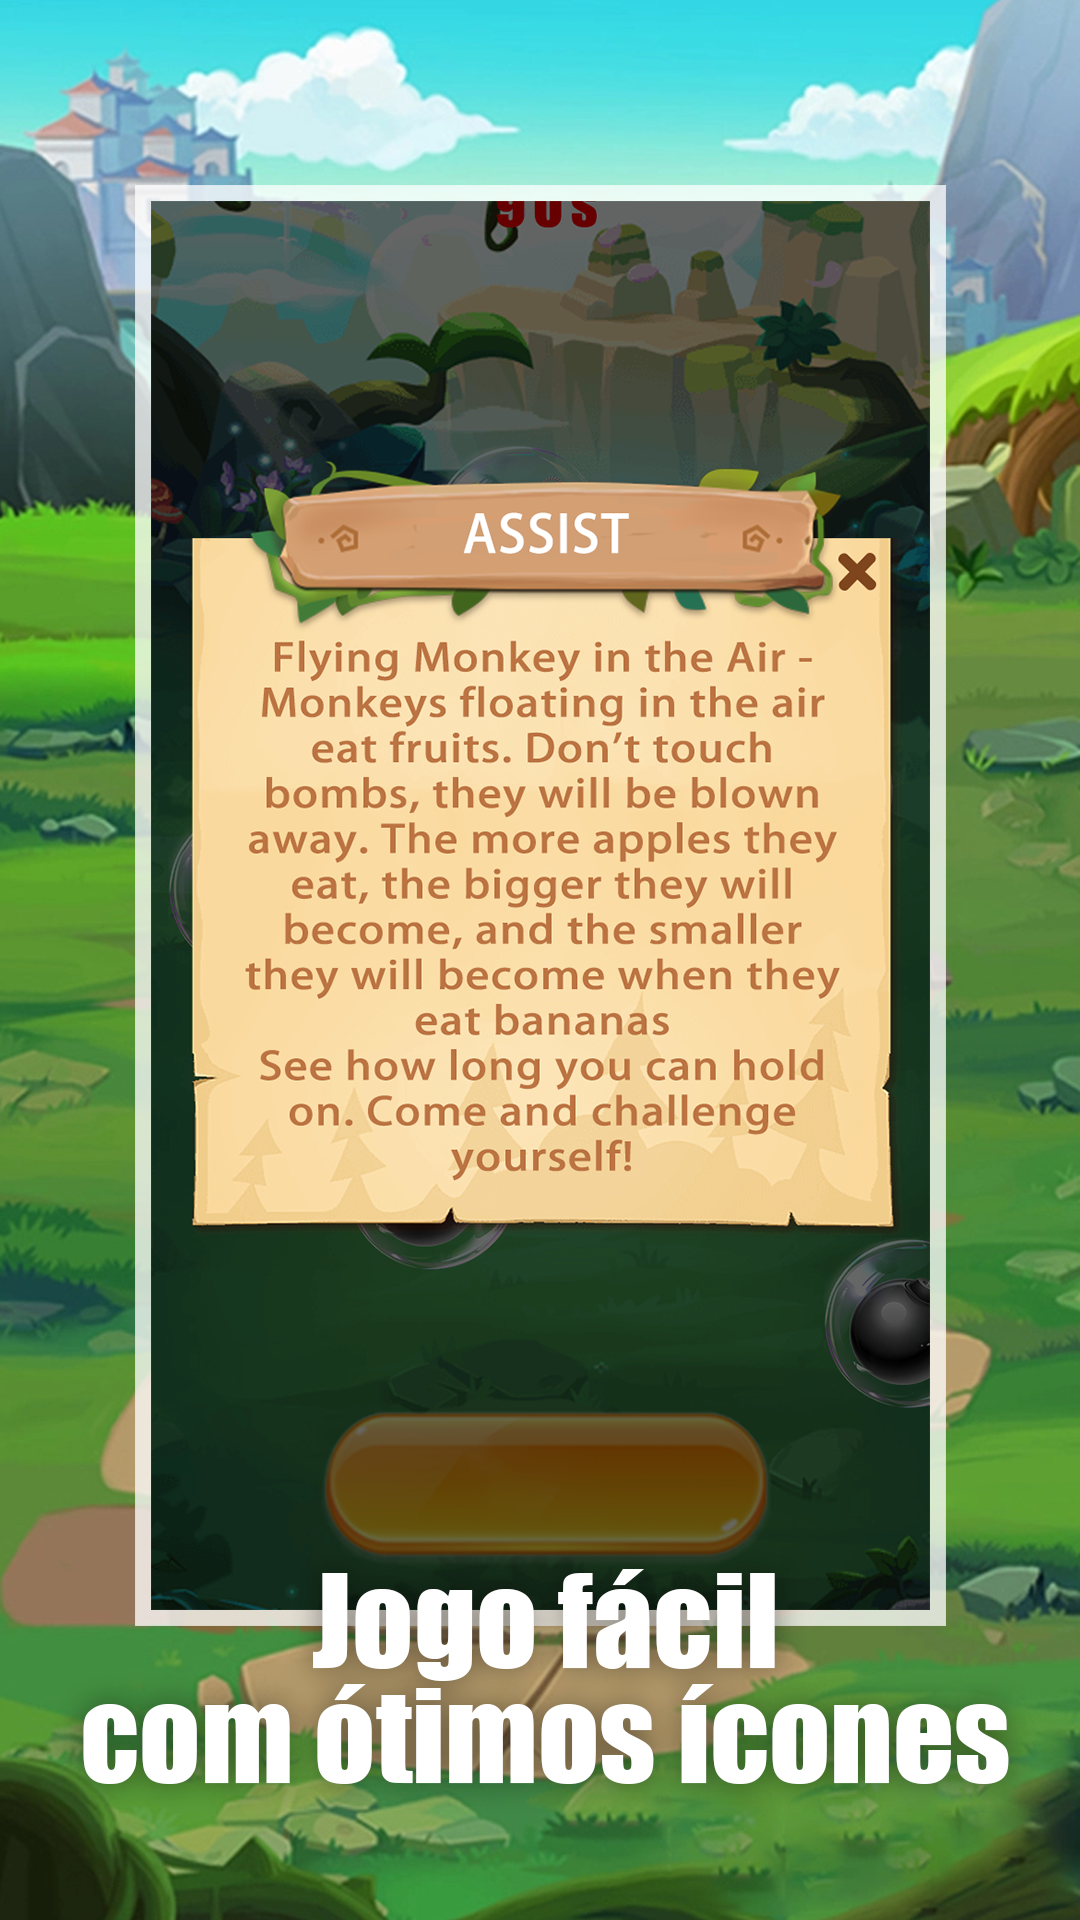 90s
ASSIST
Flying Monkey in the Air -
Monkeys floating in the air
eat fruits. Don’t touch
bombs, they will be blown
away. The more apples they
eat, the bigger they will
become, and the smaller
they will become when they
eat bananas
See how long you can hold
on. Come and challenge
yourself!
Jogo fácil
com ótimos ícones